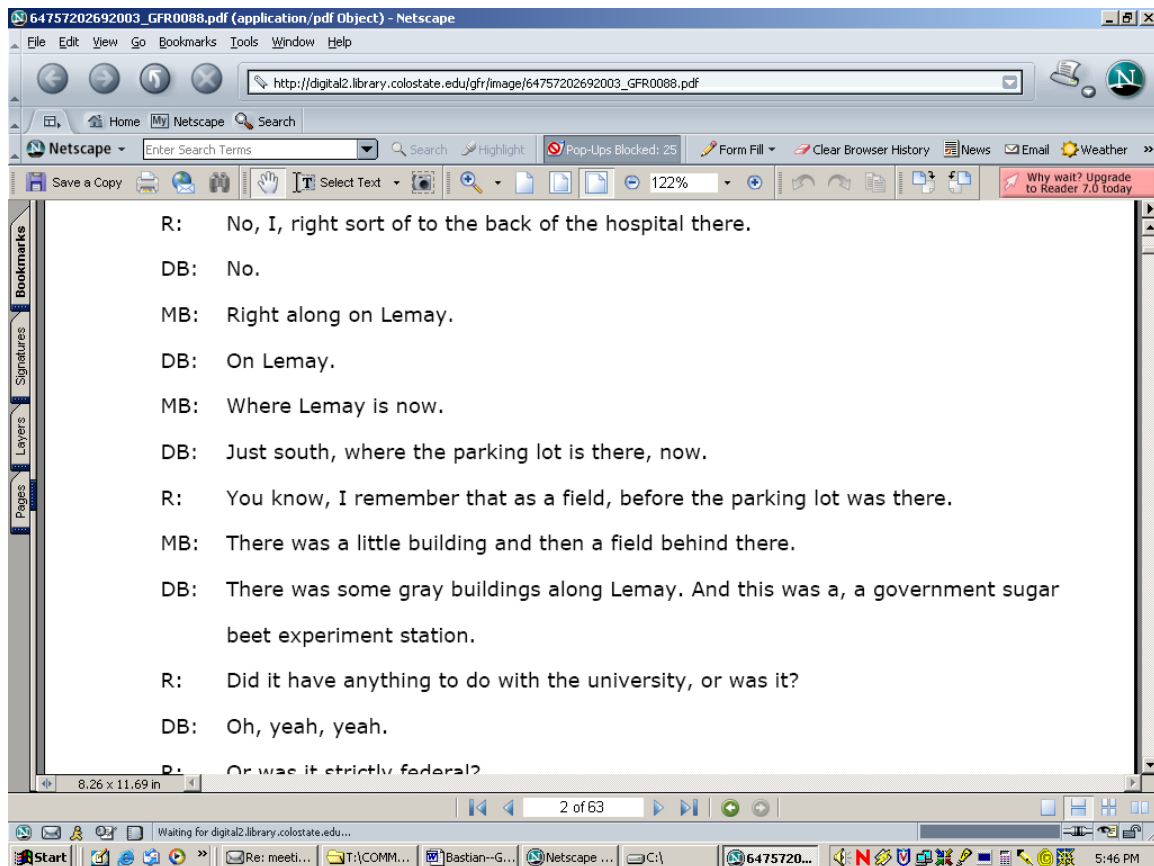 64757202692003_GFR0088.pdf (application/pdf Object) - Netscape
File Edit View Go Bookmarks Tools Window Help
http://digital2.library.colostate.edu/gfr/image/64757202692003_GFR0088.pdf
N
Home My Netscape Search
Netscape Enter Search Terms Search Highlight Pop-Ups Blocked: 25 Form Fill Clear Browser History News Email Weather »
Save a Copy Select Text 122% Why wait? Upgrade
to Reader 7.0 today
Bookmarks
Signatures
Layers
Pages
R: No, I, right sort of to the back of the hospital there.
DB: No.
MB: Right along on Lemay.
DB: On Lemay.
MB: Where Lemay is now.
DB: Just south, where the parking lot is there, now.
R: You know, I remember that as a field, before the parking lot was there.
MB: There was a little building and then a field behind there.
DB: There was some gray buildings along Lemay. And this was a, a government sugar
beet experiment station.
R: Did it have anything to do with the university, or was it?
DB: Oh, yeah, yeah.
R: Or was it strictly federal?
8.26 x 11.69 in
2 of 63
Waiting for digital2.library.colostate.edu...
Start » Re: meeti... T:\COMM... Bastian--G... Netscape ... C:\ 6475720... 5:46 PM